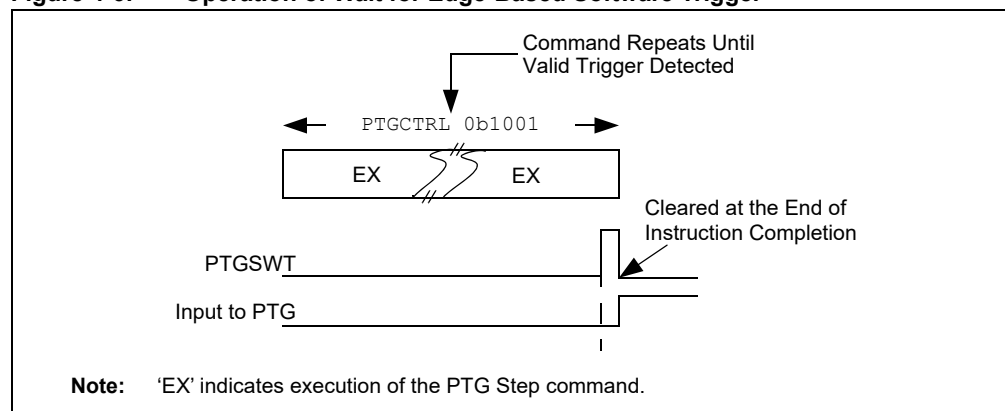 Command Repeats Until
Valid Trigger Detected
PTGCTRL 0b1001
EX EX
Cleared at the End of
Instruction Completion
PTGSWT
Input to PTG
Note: 'EX' indicates execution of the PTG Step command.